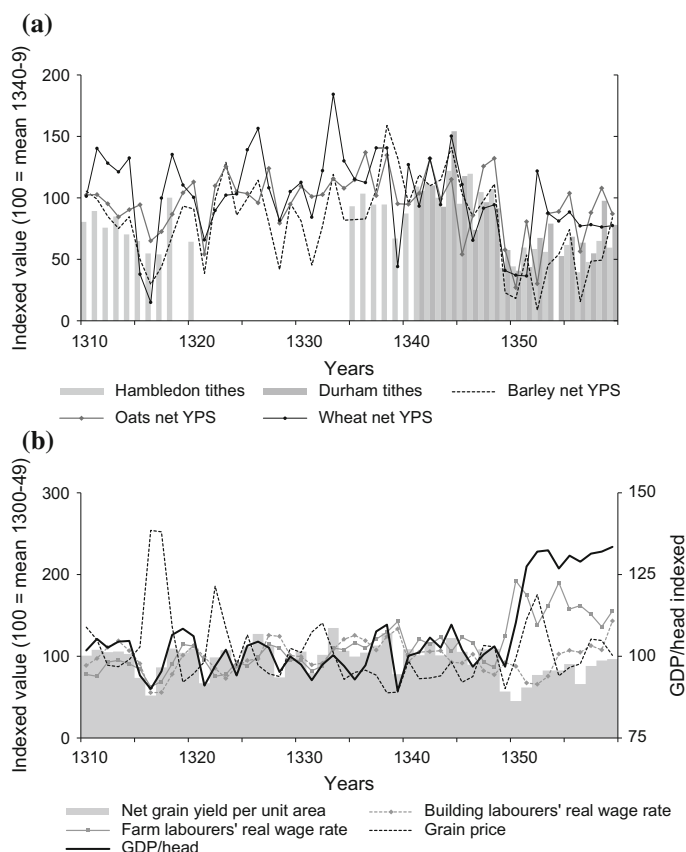 (a)
Indexed value (100 = mean 1340-9)
200
150
100
50
0
1310 1320 1330 1340 1350
Years
Hambledon tithes Durham tithes Barley net YPS
Oats net YPS Wheat net YPS
(b)
Indexed value (100 = mean 1300-49)
300
200
100
0
150
125
100
75
GDP/head indexed
1310 1320 1330 1340 1350
Years
Net grain yield per unit area Building labourers' real wage rate
Farm labourers' real wage rate Grain price
GDP/head